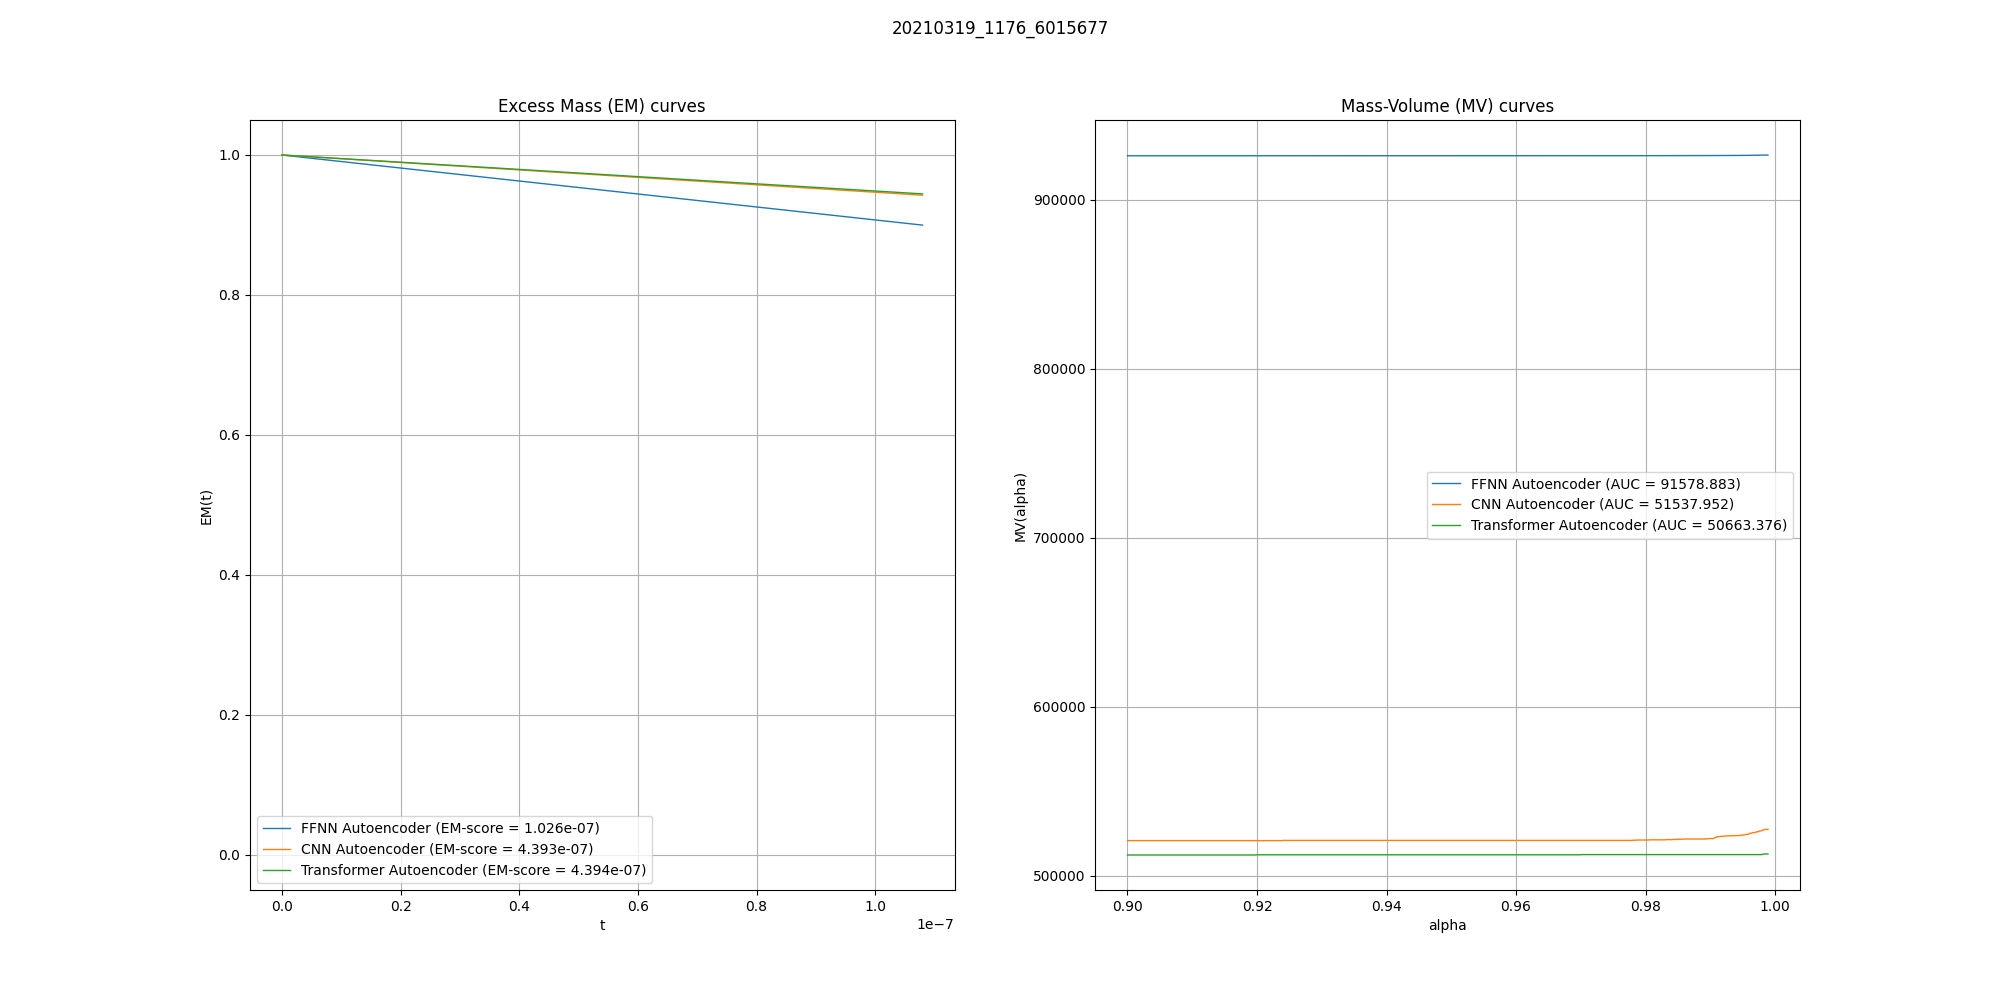 20210319_1176_6015677
Excess Mass (EM) curves
1.0
0.8
0.6
0.4
0.2
0.0
EM(t)
FFNN Autoencoder (EM-score = 1.026e-07)
CNN Autoencoder (EM-score = 4.393e-07)
Transformer Autoencoder (EM-score = 4.394e-07)
0.0 0.2 0.4 0.6 0.8 1.0
1e−7
t
Mass-Volume (MV) curves
900000
800000
700000
600000
500000
MV(alpha)
FFNN Autoencoder (AUC = 91578.883)
CNN Autoencoder (AUC = 51537.952)
Transformer Autoencoder (AUC = 50663.376)
0.90 0.92 0.94 0.96 0.98 1.00
alpha